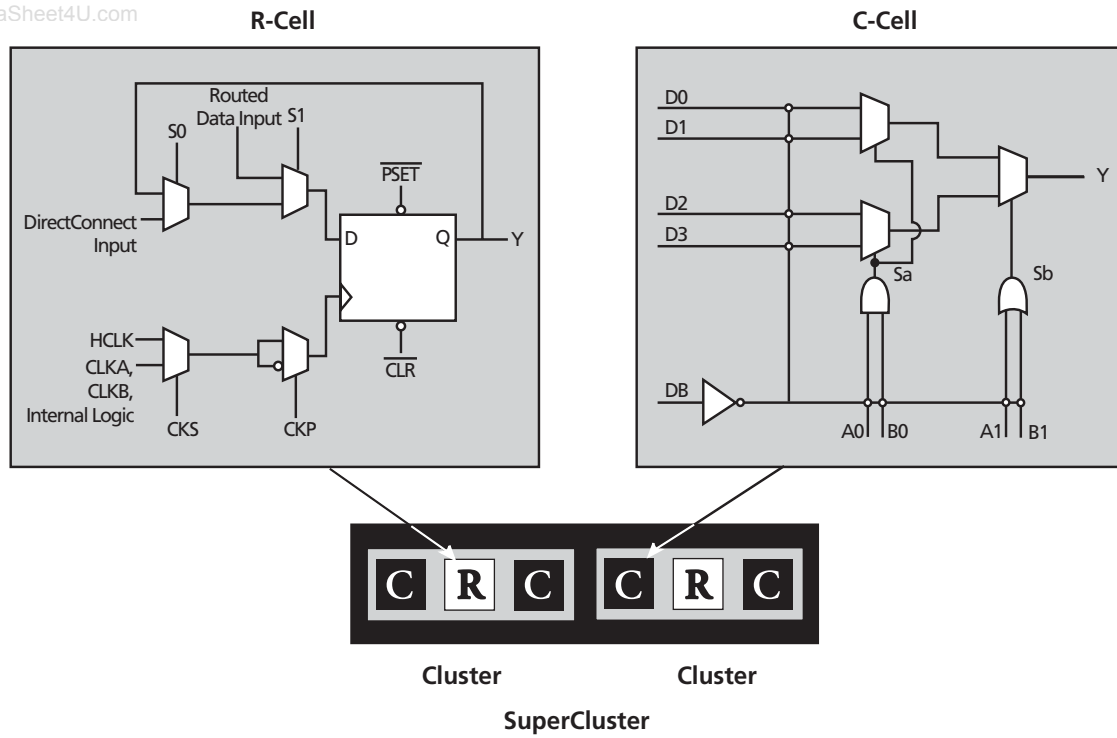 aSheet4U.com
R-Cell
Routed
Data Input
S1
S0
PSET
DirectConnect
Input
D
Q
Y
HCLK
CLKA,
CLKB,
Internal Logic
CKS
CKP
CLR
C-Cell
D0
D1
D2
D3
Sa
Sb
Y
DB
A0
B0
A1
B1
C R C
C R C
Cluster
Cluster
SuperCluster